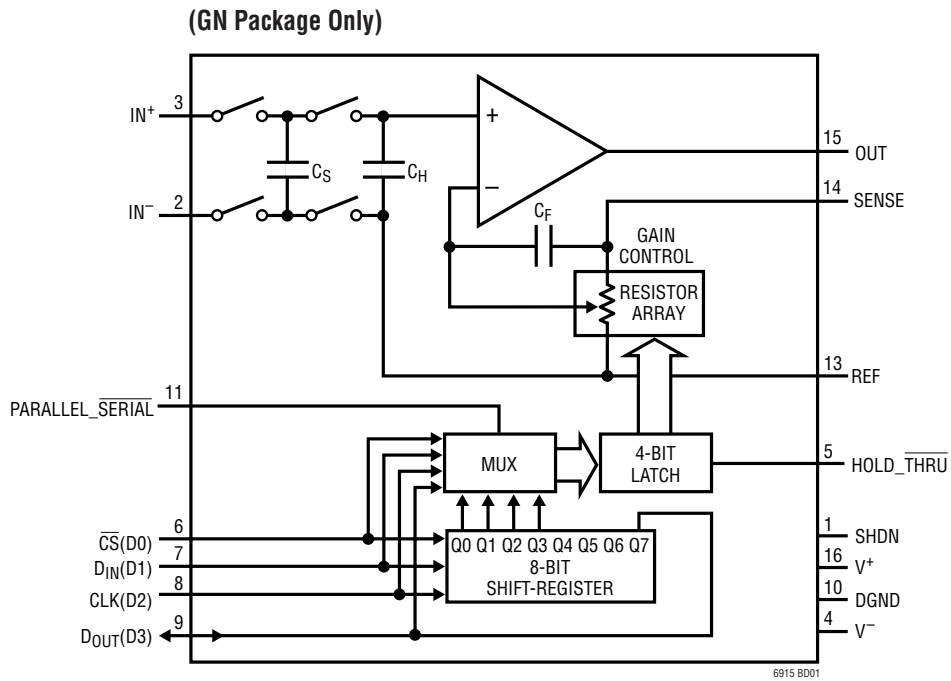 (GN Package Only)
IN+ 3
IN− 2
CS
CH
+
−
CF
15 OUT
14 SENSE
GAIN
CONTROL
RESISTOR
ARRAY
13 REF
11
PARALLEL_SERIAL
MUX
4-BIT
LATCH
5 HOLD_THRU
6
CS(D0)
7
DIN(D1)
8
CLK(D2)
9
DOUT(D3)
Q0 Q1 Q2 Q3 Q4 Q5 Q6 Q7
8-BIT
SHIFT-REGISTER
1 SHDN
16 V+
10 DGND
4 V−
6915 BD01